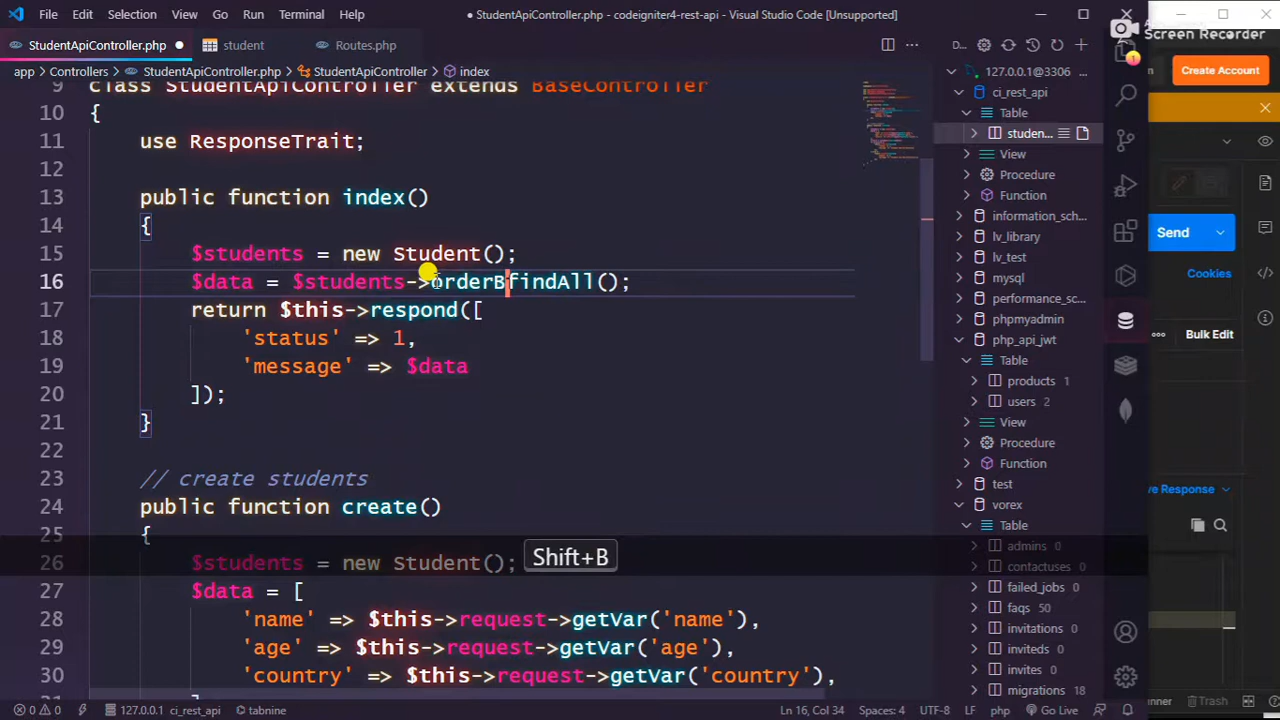 File Edit Selection View Go Run Terminal Help
● StudentApiController.php - codeigniter4-rest-api - Visual Studio Code [Unsupported]
Screen Recorder
StudentApiController.php ●
student
Routes.php
D...
Create Account
app > Controllers > StudentApiController.php > StudentApiController > index
127.0.0.1@3306 ...
ci_rest_api
Table
studen...
View
Procedure
Function
information_sch...
lv_library
lv_test
mysql
performance_sc...
phpmyadmin
php_api_jwt
Table
products 1
users 2
View
Procedure
Function
test
vorex
Table
admins 0
contactuses 0
failed_jobs 0
faqs 50
invitations 0
inviteds 0
invites 0
migrations 18
9 class StudentApiController extends BaseController
10 {
11 use ResponseTrait;
12
13 public function index()
14 {
15 $students = new Student();
16 $data = $students->orderBfindAll();
17 return $this->respond([
18 'status' => 1,
19 'message' => $data
20 ]);
21 }
22
23 // create students
24 public function create()
25 {
26 $students = new Student();
27 $data = [
28 'name' => $this->request->getVar('name'),
29 'age' => $this->request->getVar('age'),
30 'country' => $this->request->getVar('country'),
Shift+B
1
Send
Cookies
Bulk Edit
ve Response
nner
Trash
0 0 127.0.0.1 ci_rest_api tabnine
Ln 16, Col 34 Spaces: 4 UTF-8 LF php Go Live